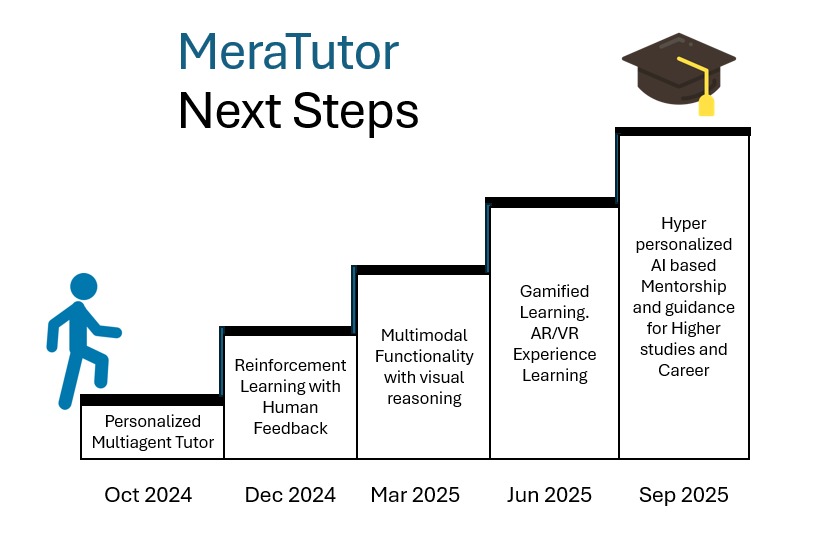 MeraTutor
Next Steps
Personalized
Multiagent Tutor
Reinforcement
Learning with
Human
Feedback
Multimodal
Functionality
with visual
reasoning
Gamified
Learning.
AR/VR
Experience
Learning
Hyper
personalized
AI based
Mentorship
and guidance
for Higher
studies and
Career
Oct 2024
Dec 2024
Mar 2025
Jun 2025
Sep 2025